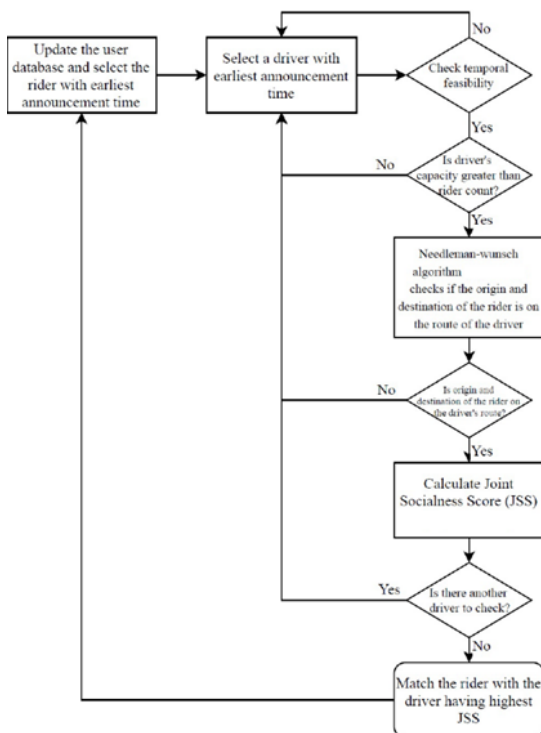 No
Update the user
database and select the
rider with earliest
announcement time
Select a driver with
earliest announcement
time
Check temporal
feasibility
Yes
No
Is driver's
capacity greater than
rider count?
Yes
Needleman-wunsch
algorithm
checks if the origin and
destination of the rider is on
the route of the driver
No
Is origin and
destination of the rider on
the driver's route?
Yes
Calculate Joint
Socialness Score (JSS)
Yes
Is there another
driver to check?
No
Match the rider with the
driver having highest
JSS